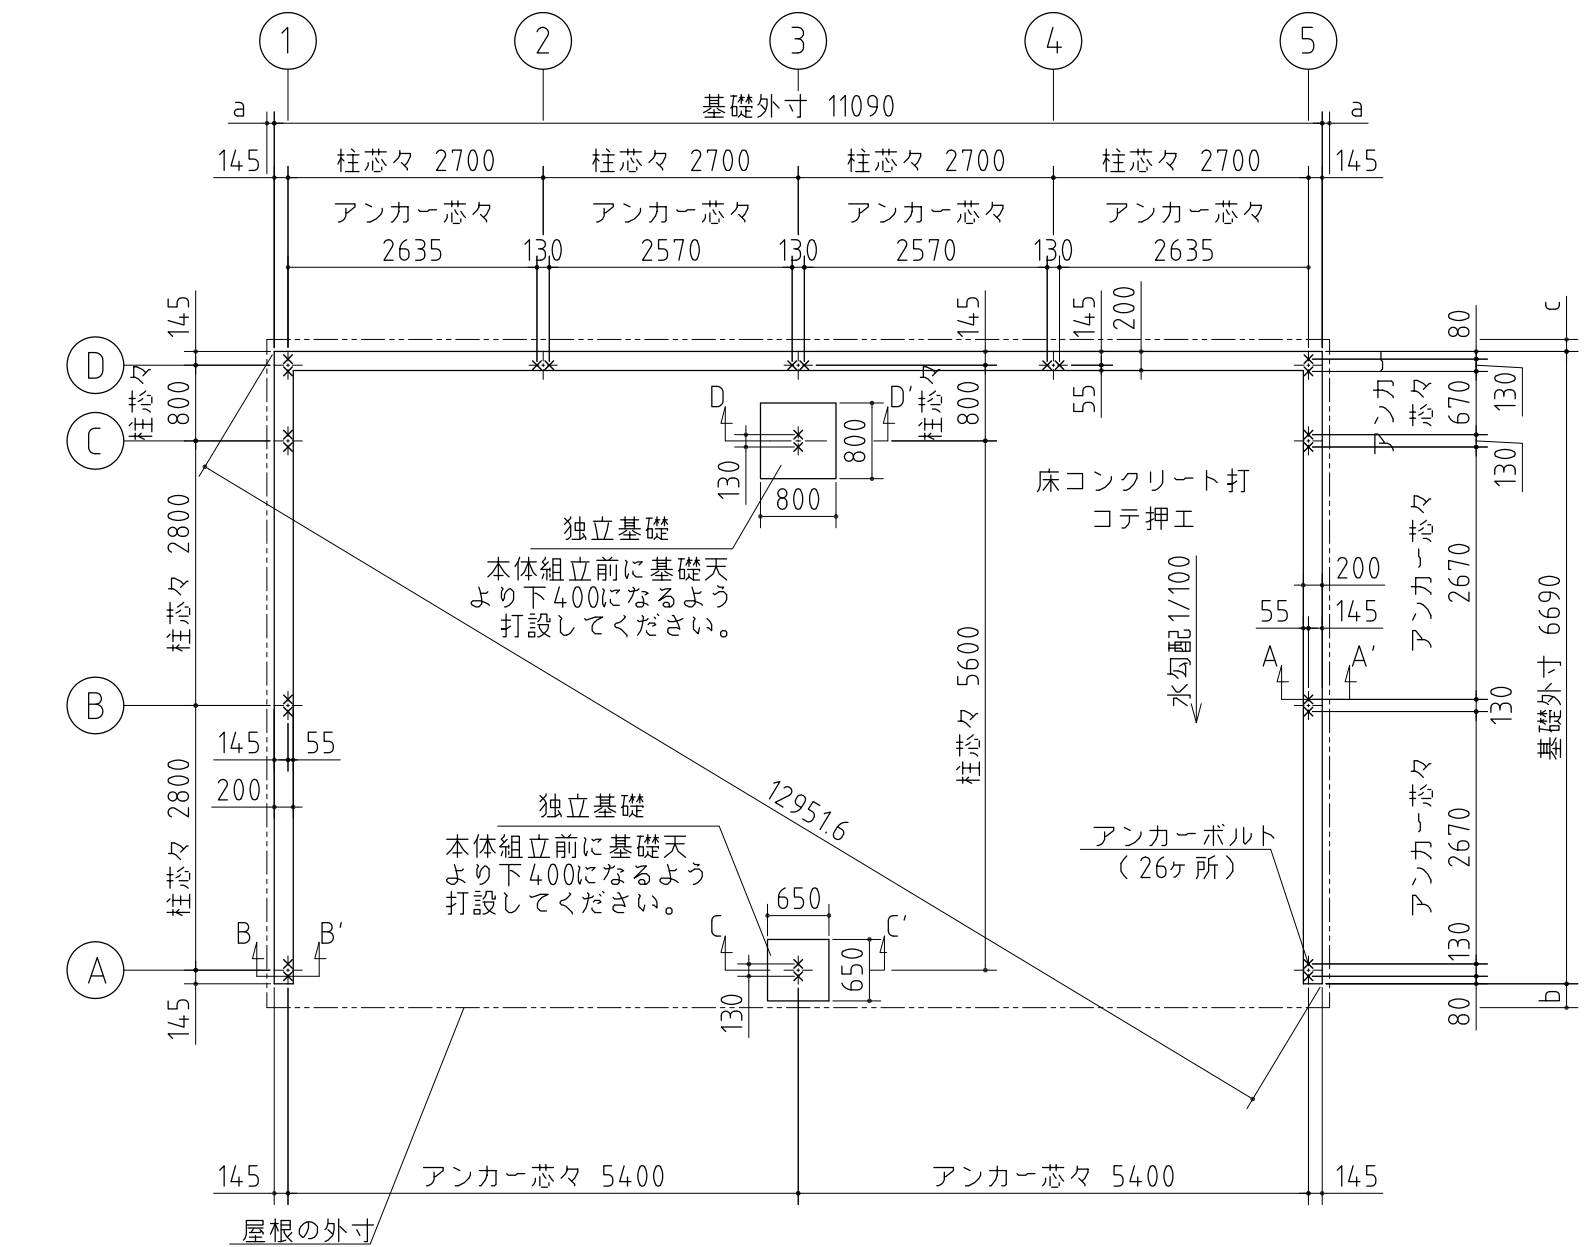 1 2 3 4 5
a 基礎外寸 11090 a
145 柱芯々 2700 柱芯々 2700 柱芯々 2700 柱芯々 2700 145
アンカー芯々 アンカー芯々 アンカー芯々 アンカー芯々
2635 130 2570 130 2570 130 2635
145
145
145
200
80
c
D
柱芯々
800
D
D'
柱芯々
800
55
アンカー
芯々
670
130
C
130
800
800
130
床コンクリート打
コテ押エ
独立基礎
本体組立前に基礎天
より下400になるよう
打設してください。
柱芯々 2800
水勾配1/100
アンカー芯々
2670
200
55 145
A A'
柱芯々 5600
基礎外寸 6690
B
130
145 55
200
12951.6
柱芯々 2800
独立基礎
本体組立前に基礎天
より下400になるよう
打設してください。
アンカーボルト
(26ヶ所)
アンカー芯々
2670
650
B B'
C C'
650
130
130
A
145
80
b
145 アンカー芯々 5400 アンカー芯々 5400 145
屋根の外寸